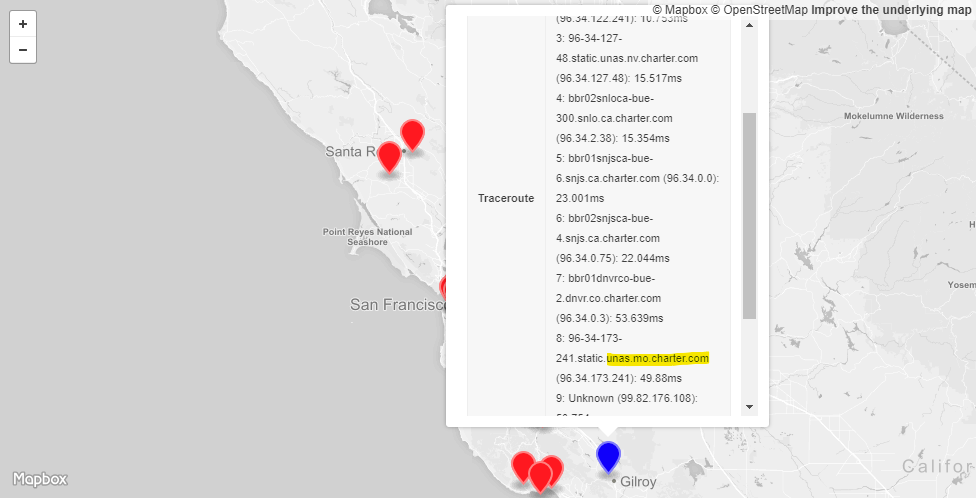 © Mapbox © OpenStreetMap Improve the underlying map
+
−
Santa R
Point Reyes National
Seashore
San Francisc
Mokelumne Wilderness
H
Yosem
Califor
Gilroy
Mapbox
Traceroute
(96.34.122.241): 10.753ms
3: 96-34-127-
48.static.unas.nv.charter.com
(96.34.127.48): 15.517ms
4: bbr02snloca-bue-
300.snlo.ca.charter.com
(96.34.2.38): 15.354ms
5: bbr01snjsca-bue-
6.snjs.ca.charter.com (96.34.0.0):
23.001ms
6: bbr02snjsca-bue-
4.snjs.ca.charter.com
(96.34.0.75): 22.044ms
7: bbr01dnvrco-bue-
2.dnvr.co.charter.com
(96.34.0.3): 53.639ms
8: 96-34-173-
241.static.unas.mo.charter.com
(96.34.173.241): 49.88ms
9: Unknown (99.82.176.108):